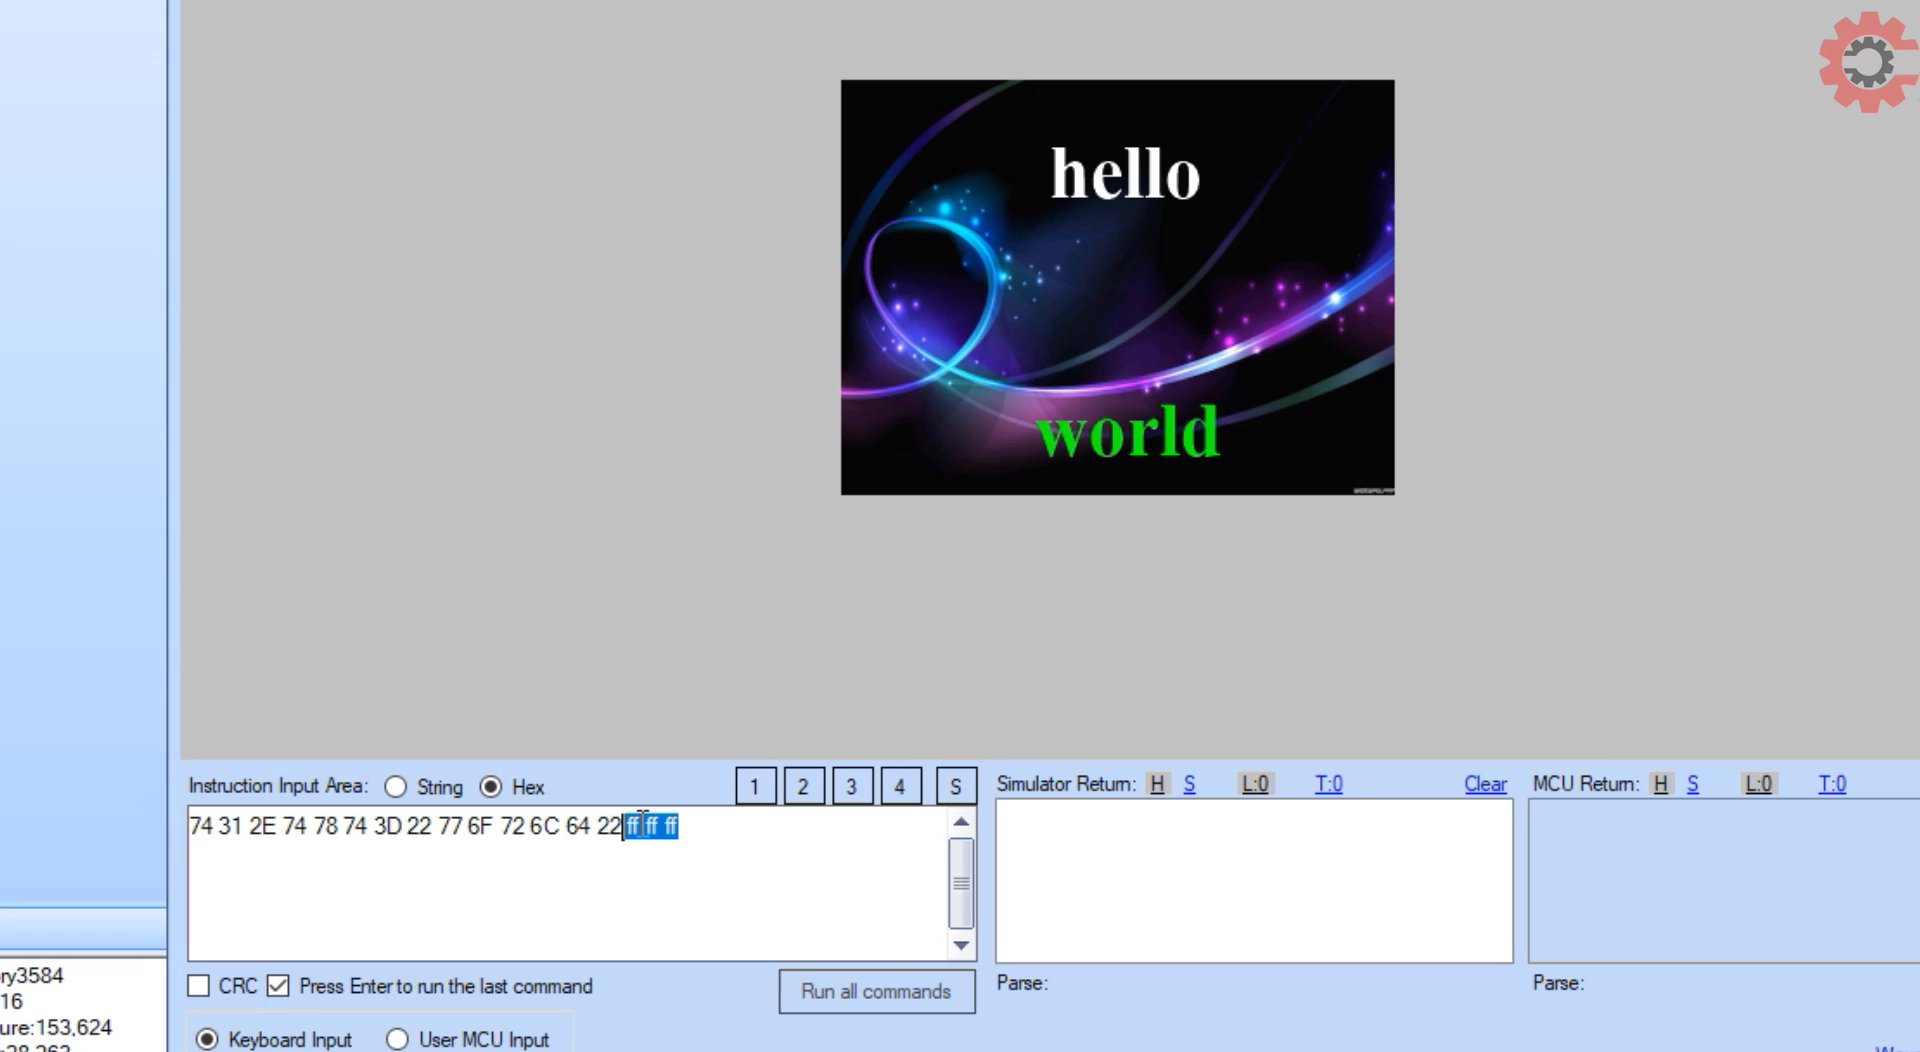 hello
world
Instruction Input Area: String Hex 1 2 3 4 S
74 31 2E 74 78 74 3D 22 77 6F 72 6C 64 22 ff ff ff
CRC Press Enter to run the last command Run all commands
Keyboard Input User MCU Input
Simulator Return: H S L:0 T:0 Clear
Parse:
MCU Return: H S L:0 T:0
Parse:
ry3584
16
ure:153,624